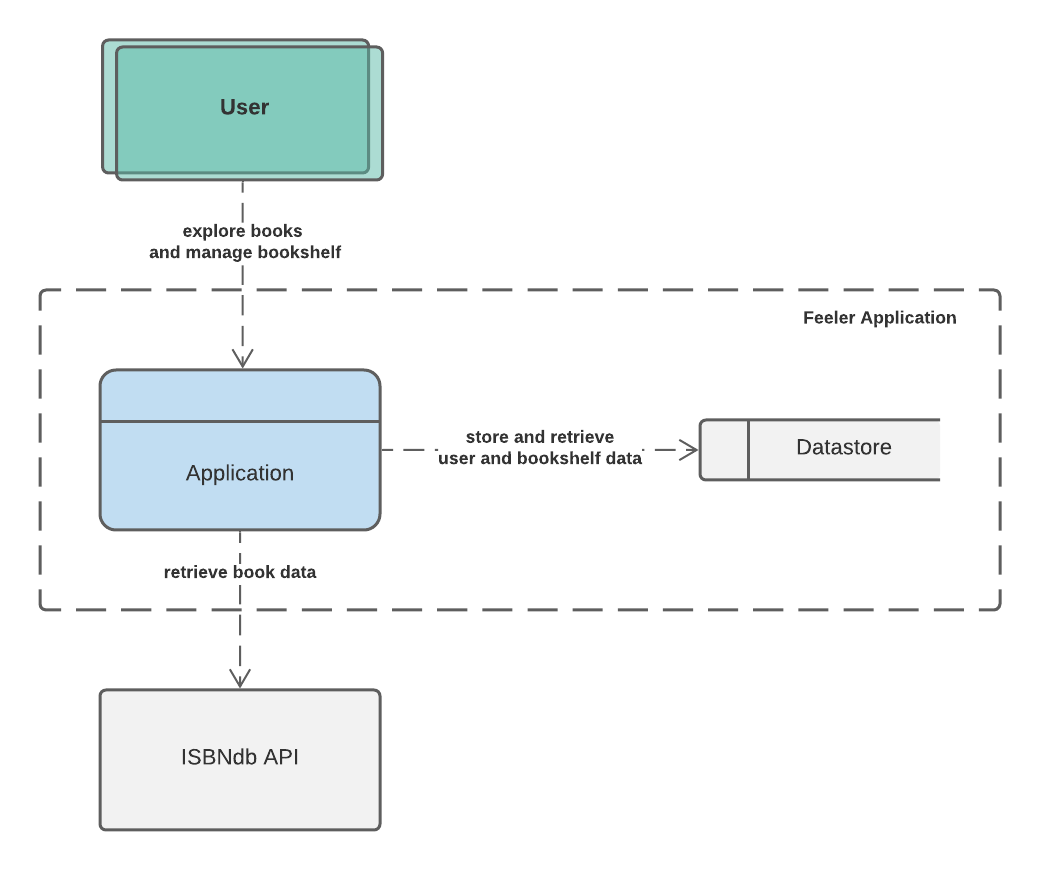 User
explore books
and manage bookshelf
Feeler Application
Application
store and retrieve
user and bookshelf data
Datastore
retrieve book data
ISBNdb API